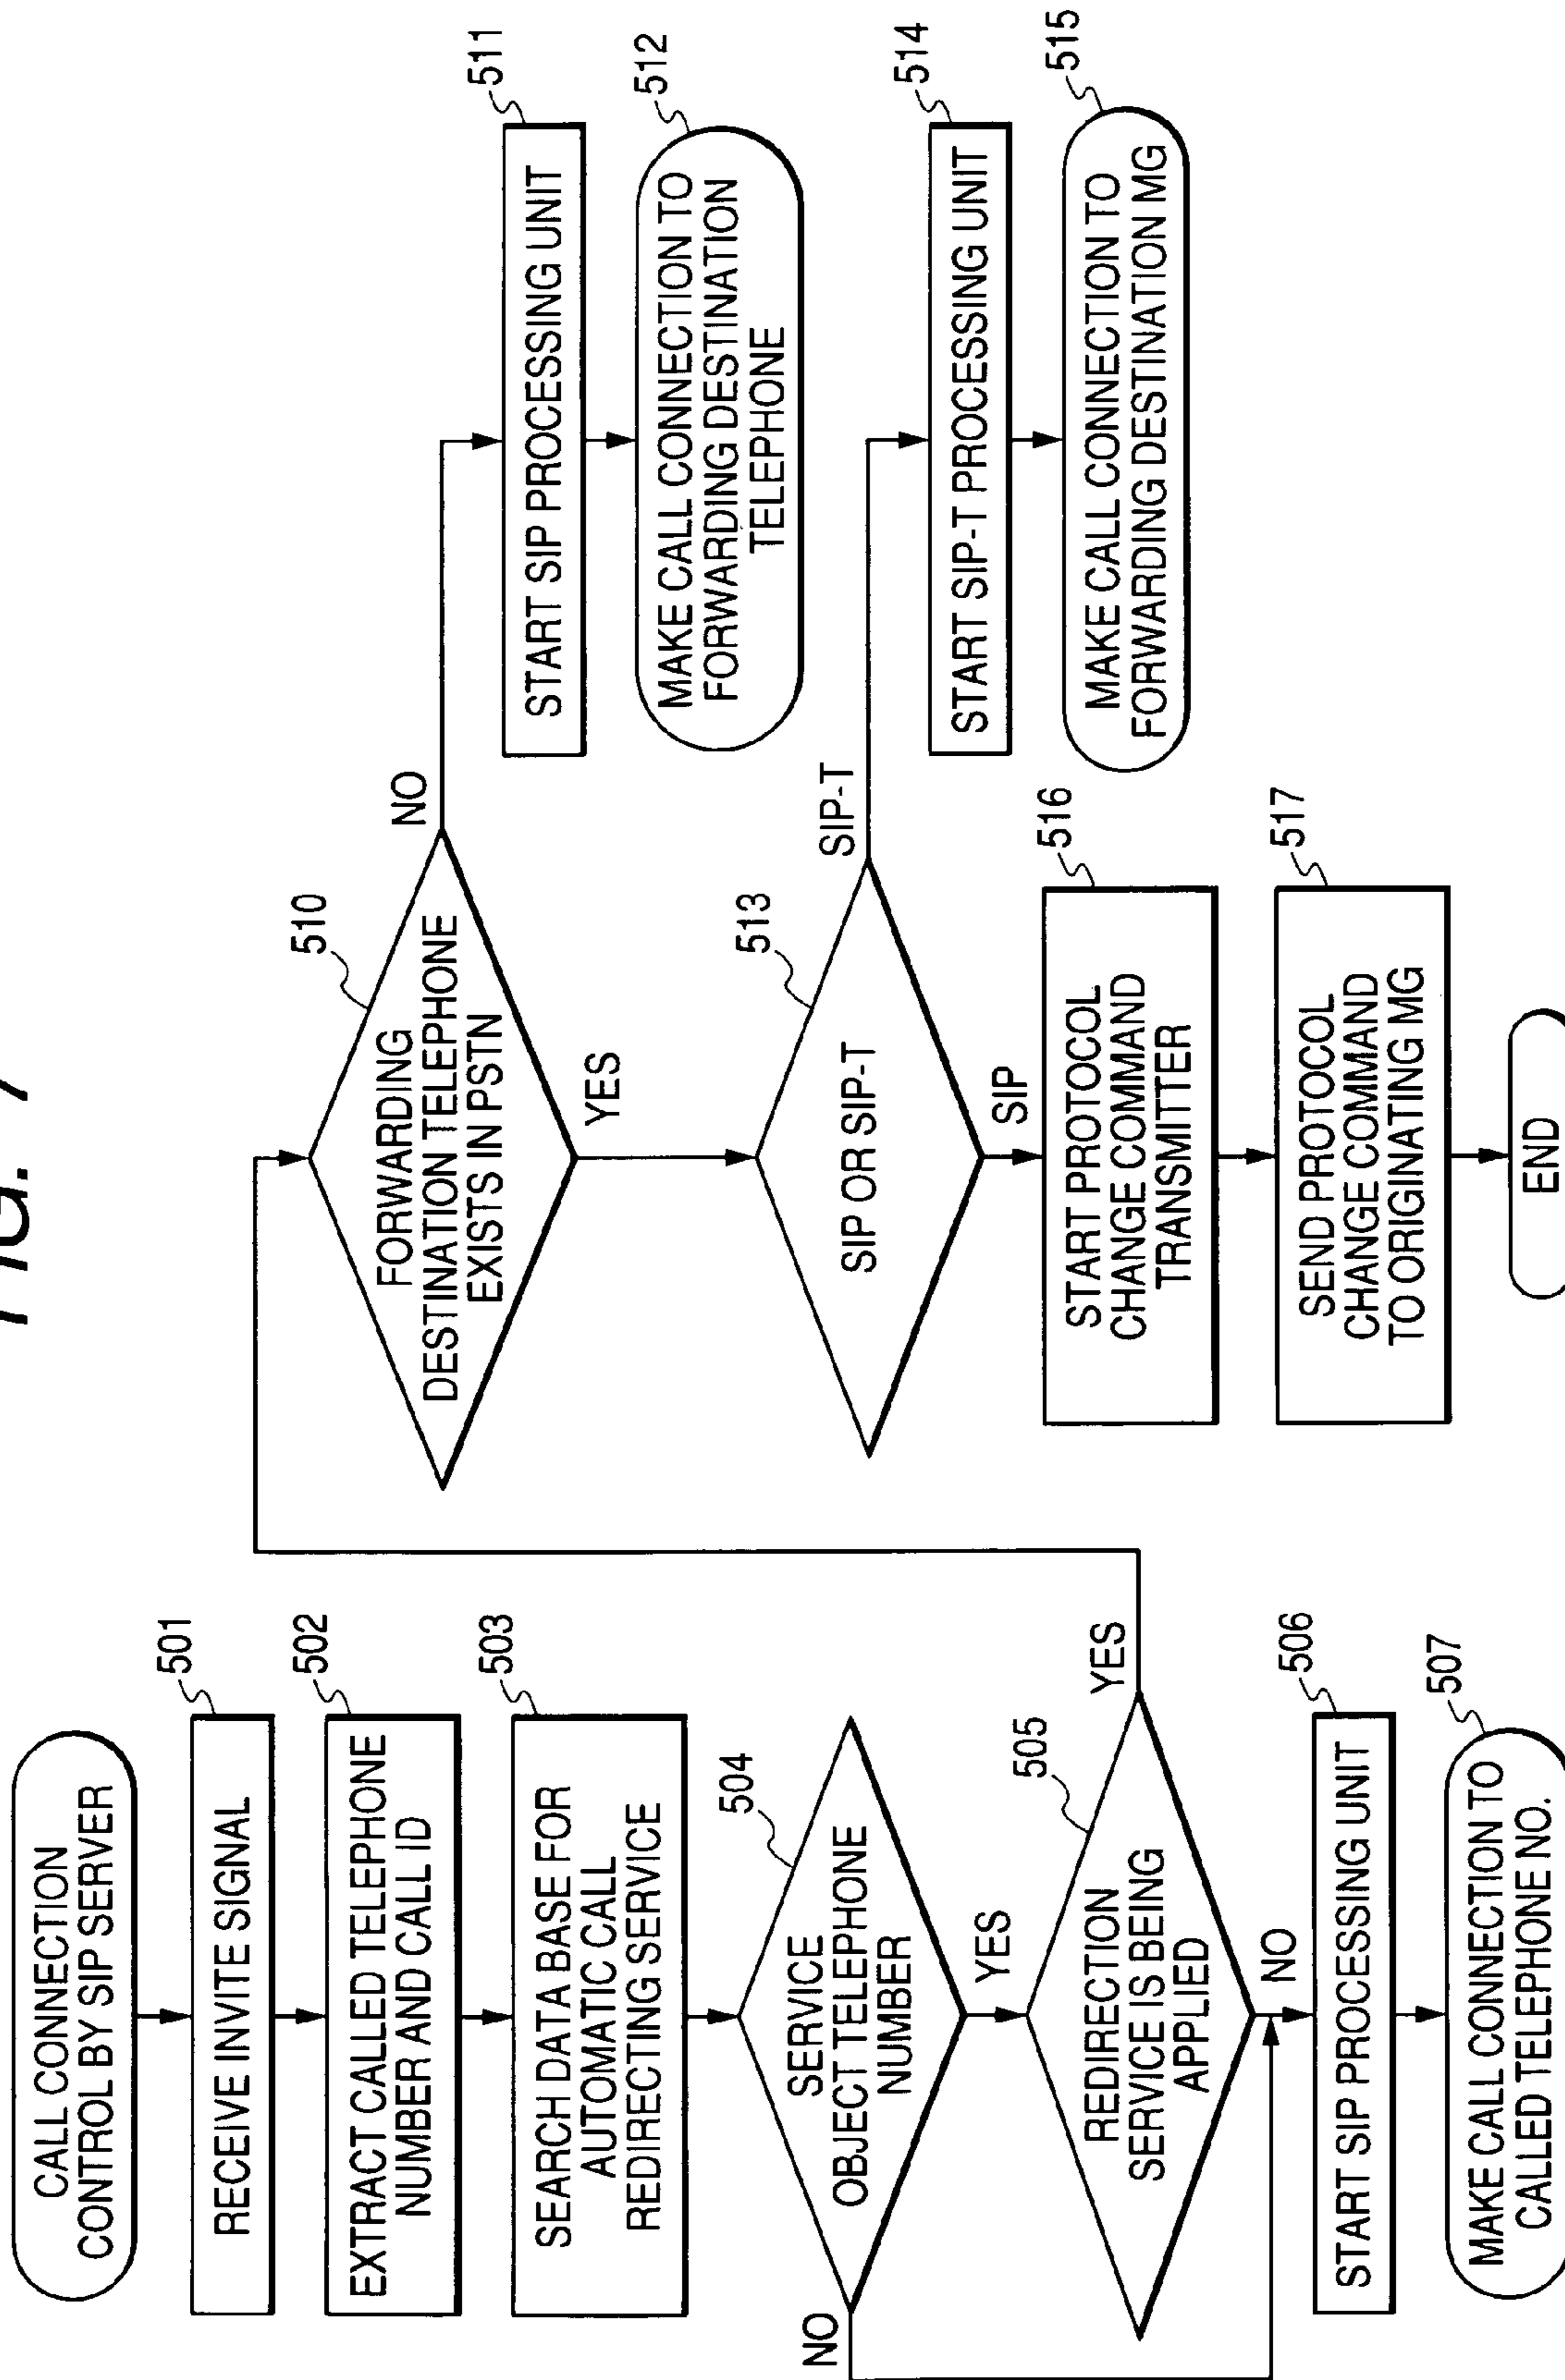 CALL CONNECTION
CONTROL BY SIP SERVER
501
RECEIVE INVITE SIGNAL
502
EXTRACT CALLED TELEPHONE
NUMBER AND CALL ID
503
SEARCH DATA BASE FOR
AUTOMATIC CALL
REDIRECTING SERVICE
504
SERVICE
OBJECT TELEPHONE
NUMBER
NO
YES
505
REDIRECTION
SERVICE IS BEING
APPLIED
YES
NO
506
START SIP PROCESSING UNIT
507
MAKE CALL CONNECTION TO
CALLED TELEPHONE NO.
510
FORWARDING
DESTINATION TELEPHONE
EXISTS IN PSTN
NO
YES
511
START SIP PROCESSING UNIT
512
MAKE CALL CONNECTION TO
FORWARDING DESTINATION
TELEPHONE
513
SIP OR SIP-T
SIP-T
SIP
514
START SIP-T PROCESSING UNIT
515
MAKE CALL CONNECTION TO
FORWARDING DESTINATION MG
516
START PROTOCOL
CHANGE COMMAND
TRANSMITTER
517
SEND PROTOCOL
CHANGE COMMAND
TO ORIGINATING MG
END